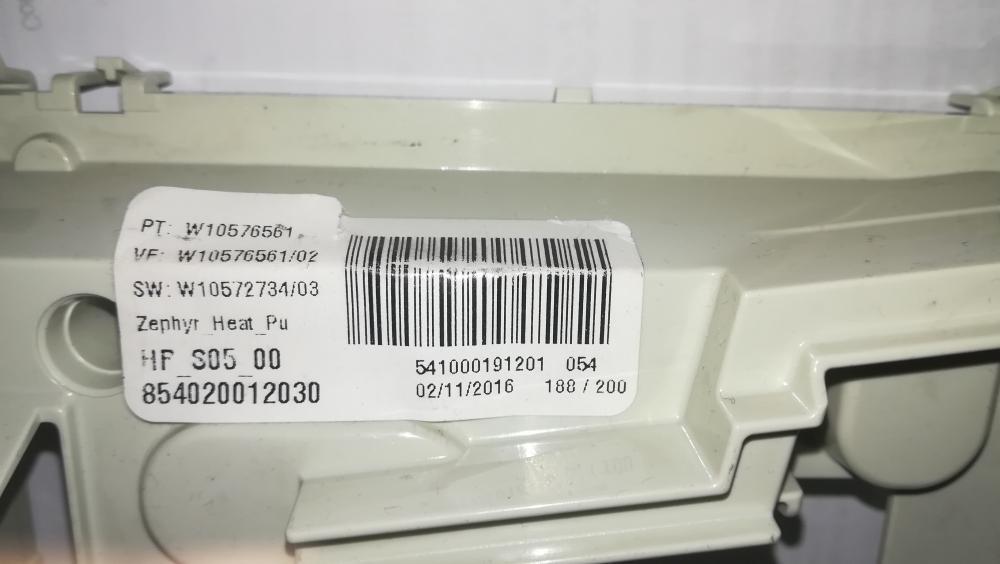 PT: W10576561
VF: W10576561/02
SW: W10572734/03
Zephyr_Heat_Pu
HF_S05_00
854020012030
541000191201 054
02/11/2016 188 / 200